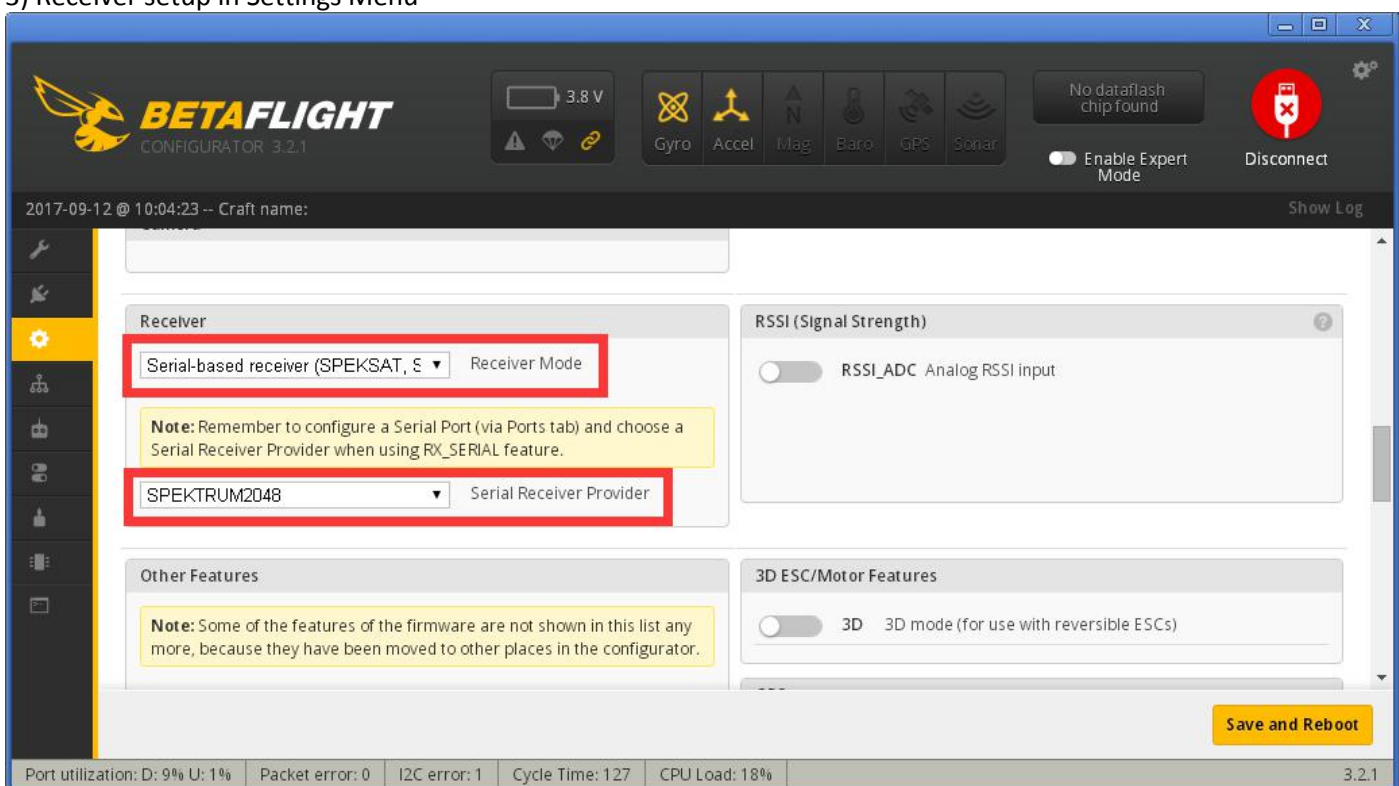 3) Receiver setup in Settings Menu
3.8 V
BETAFLIGHT
CONFIGURATOR 3.2.1
Gyro
Accel
Mag
Baro
GPS
Sonar
No dataflash
chip found
Enable Expert
Mode
Disconnect
2017-09-12 @ 10:04:23 -- Craft name:
Show Log
Receiver
Serial-based receiver (SPEKSAT, S
Receiver Mode
Note: Remember to configure a Serial Port (via Ports tab) and choose a
Serial Receiver Provider when using RX_SERIAL feature.
SPEKTRUM2048
Serial Receiver Provider
RSSI (Signal Strength)
RSSI_ADC Analog RSSI input
Other Features
Note: Some of the features of the firmware are not shown in this list any
more, because they have been moved to other places in the configurator.
3D ESC/Motor Features
3D 3D mode (for use with reversible ESCs)
Save and Reboot
Port utilization: D: 9% U: 1%
Packet error: 0
I2C error: 1
Cycle Time: 127
CPU Load: 18%
3.2.1